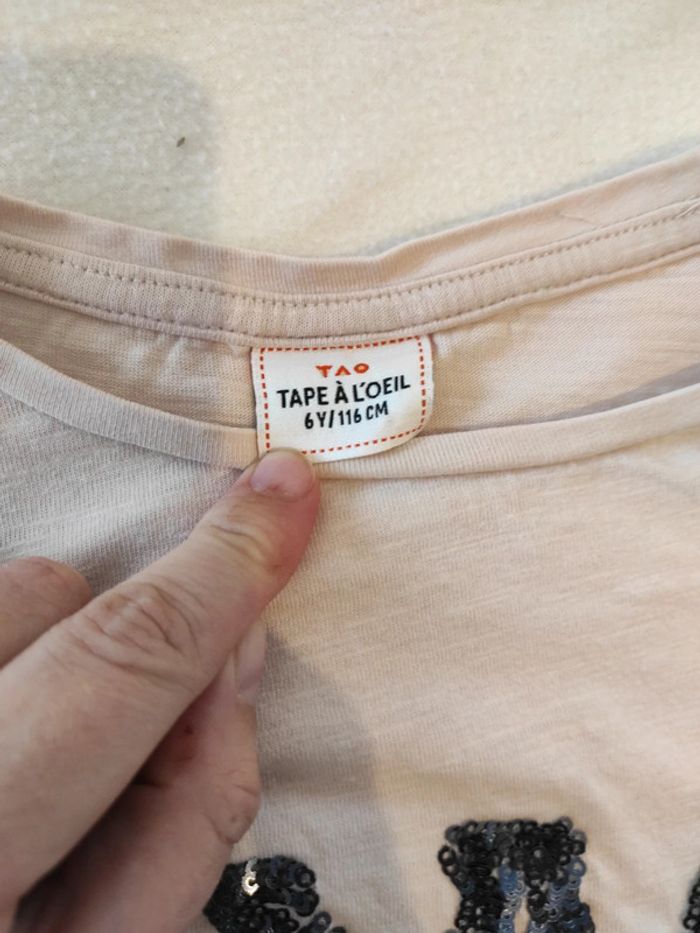 TAO
TAPE À L'OEIL
6Y/116 CM